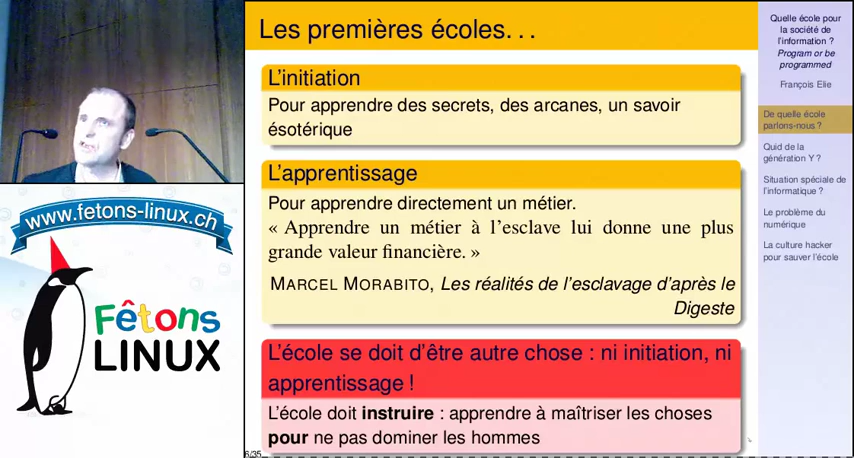 Les premières écoles. . .
L'initiation
Pour apprendre des secrets, des arcanes, un savoir
ésotérique
L'apprentissage
Pour apprendre directement un métier.
« Apprendre un métier à l'esclave lui donne une plus
grande valeur financière. »
MARCEL MORABITO, Les réalités de l'esclavage d'après le
Digeste
L'école se doit d'être autre chose : ni initiation, ni
apprentissage !
L'école doit instruire : apprendre à maîtriser les choses
pour ne pas dominer les hommes
6/35
Quelle école pour
la société de
l'information ?
Program or be
programmed
François Elie
De quelle école
parlons-nous ?
Quid de la
génération Y ?
Situation spéciale de
l'informatique ?
Le problème du
numérique
La culture hacker
pour sauver l'école
www.fetons-linux.ch
Fêtons
LINUX